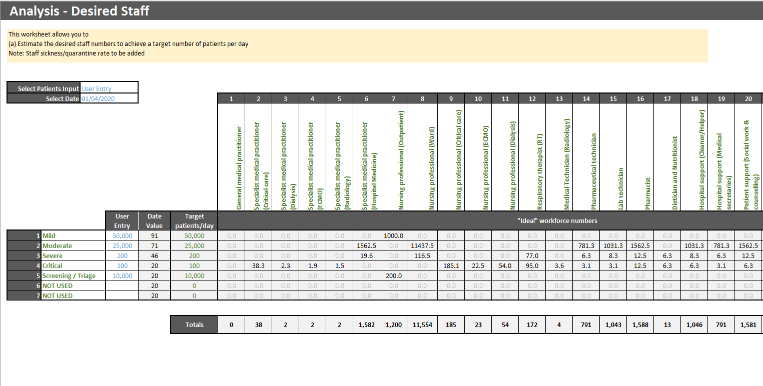 Analysis - Desired Staff
This worksheet allows you to
(a) Estimate the desired staff numbers to achieve a target number of patients per day
Note: Staff sickness/quarantine rate to be added
Select Patients Input User Entry
Select Date 01/04/2020
1 2 3 4 5 6 7 8 9 10 11 12 13 14 15 16 17 18 19 20
General medical practitioner
Specialist medical practitioner (Critical care)
Specialist medical practitioner (Dialysis)
Specialist medical practitioner (ECMO)
Specialist medical practitioner (Radiology)
Specialist medical practitioner (Hospital Medicine)
Nursing professional (Outpatient)
Nursing professional (Ward)
Nursing professional (Critical care)
Nursing professional (ECMO)
Nursing professional (Dialysis)
Respiratory therapist (RT)
Medical Technician (Radiology)
Pharmaceutical technician
Lab technician
Pharmacist
Dietician and Nutritionist
Hospital support (Cleaner/Helper)
Hospital support (Medical secretaries)
Patient support (Social work & counselling)
User Entry Date Value Target patients/day "Ideal" workforce numbers
1 Mild 50,000 91 50,000 0.0 0.0 0.0 0.0 0.0 0.0 1000.0 0.0 0.0 0.0 0.0 0.0 0.0 0.0 0.0 0.0 0.0 0.0 0.0 0.0
2 Moderate 25,000 71 25,000 0.0 0.0 0.0 0.0 0.0 1562.5 0.0 11437.5 0.0 0.0 0.0 0.0 0.0 781.3 1031.3 1562.5 0.0 1031.3 781.3 1562.5
3 Severe 200 46 200 0.0 0.0 0.0 0.0 0.0 19.6 0.0 116.5 0.0 0.0 0.0 77.0 0.0 6.3 8.3 12.5 6.3 8.3 6.3 12.5
4 Critical 100 20 100 0.0 38.3 2.3 1.9 1.5 0.0 0.0 0.0 185.1 22.5 54.0 95.0 3.6 3.1 3.1 12.5 6.3 6.3 3.1 6.3
5 Screening / Triage 10,000 20 10,000 0.0 0.0 0.0 0.0 0.0 0.0 200.0 0.0 0.0 0.0 0.0 0.0 0.0 0.0 0.0 0.0 0.0 0.0 0.0 0.0
6 NOT USED 20 0 0.0 0.0 0.0 0.0 0.0 0.0 0.0 0.0 0.0 0.0 0.0 0.0 0.0 0.0 0.0 0.0 0.0 0.0 0.0 0.0
7 NOT USED 20 0 0.0 0.0 0.0 0.0 0.0 0.0 0.0 0.0 0.0 0.0 0.0 0.0 0.0 0.0 0.0 0.0 0.0 0.0 0.0 0.0
Totals 0 38 2 2 2 1,582 1,200 11,554 185 23 54 172 4 791 1,043 1,588 13 1,046 791 1,581